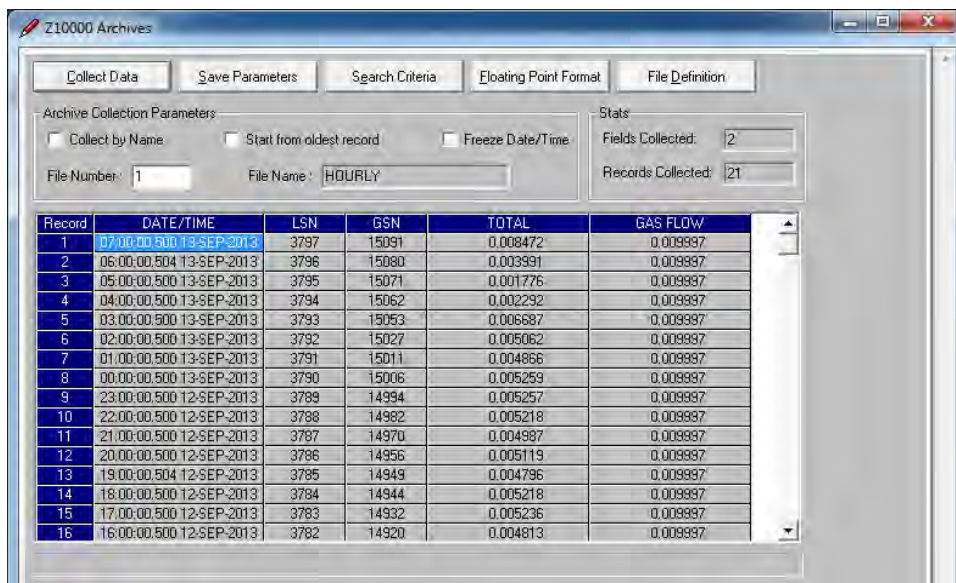 Z10000 Archives
Collect Data Save Parameters Search Criteria Floating Point Format File Definition
Archive Collection Parameters
Stats
Collect by Name Start from oldest record Freeze Date/Time
Fields Collected: 2
File Number : 1 File Name : HOURLY
Records Collected: 21
Record DATE/TIME LSN GSN TOTAL GAS FLOW
1 07:00:00.500 13-SEP-2013 3797 15091 0.008472 0.009997
2 06:00:00.504 13-SEP-2013 3796 15080 0.003991 0.009997
3 05:00:00.500 13-SEP-2013 3795 15071 0.001776 0.009997
4 04:00:00.500 13-SEP-2013 3794 15062 0.002292 0.009997
5 03:00:00.500 13-SEP-2013 3793 15053 0.006687 0.009997
6 02:00:00.500 13-SEP-2013 3792 15027 0.005062 0.009997
7 01:00:00.500 13-SEP-2013 3791 15011 0.004866 0.009997
8 00:00:00.500 13-SEP-2013 3790 15006 0.005259 0.009997
9 23:00:00.500 12-SEP-2013 3789 14994 0.005257 0.009997
10 22:00:00.500 12-SEP-2013 3788 14982 0.005218 0.009997
11 21:00:00.500 12-SEP-2013 3787 14970 0.004987 0.009997
12 20:00:00.500 12-SEP-2013 3786 14956 0.005119 0.009997
13 19:00:00.504 12-SEP-2013 3785 14949 0.004796 0.009997
14 18:00:00.500 12-SEP-2013 3784 14944 0.005218 0.009997
15 17:00:00.500 12-SEP-2013 3783 14932 0.005236 0.009997
16 16:00:00.500 12-SEP-2013 3782 14920 0.004813 0.009997